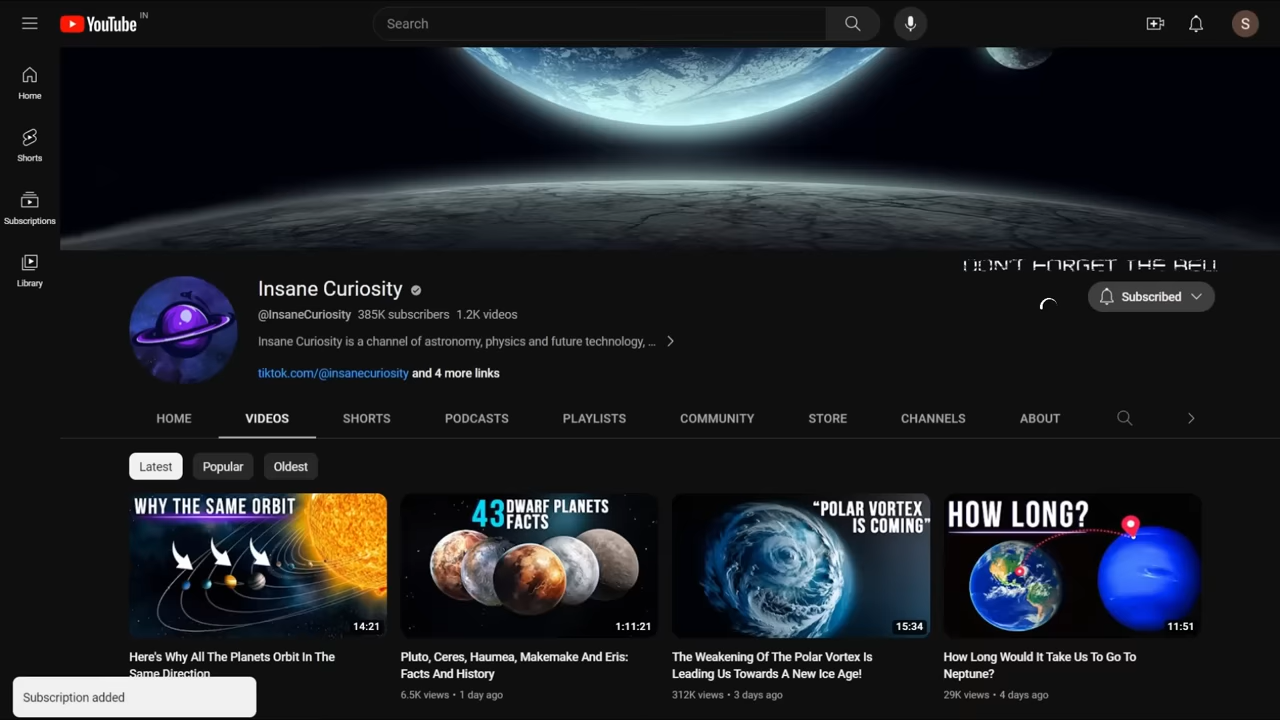 YouTube IN
Search
S
Home
Shorts
Subscriptions
Library
DON'T FORGET THE BELL
Insane Curiosity
@InsaneCuriosity 385K subscribers 1.2K videos
Subscribed
Insane Curiosity is a channel of astronomy, physics and future technology, ...
tiktok.com/@insanecuriosity and 4 more links
HOME VIDEOS SHORTS PODCASTS PLAYLISTS COMMUNITY STORE CHANNELS ABOUT
Latest Popular Oldest
WHY THE SAME ORBIT
14:21
43 DWARF PLANETS
FACTS
1:11:21
“POLAR VORTEX
IS COMING”
15:34
HOW LONG?
11:51
Here's Why All The Planets Orbit In The
Same Direction
Pluto, Ceres, Haumea, Makemake And Eris:
Facts And History
6.5K views • 1 day ago
The Weakening Of The Polar Vortex Is
Leading Us Towards A New Ice Age!
312K views • 3 days ago
How Long Would It Take Us To Go To
Neptune?
29K views • 4 days ago
Subscription added